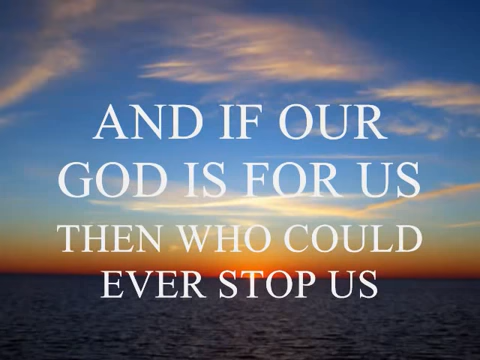 AND IF OUR
GOD IS FOR US
THEN WHO COULD
EVER STOP US